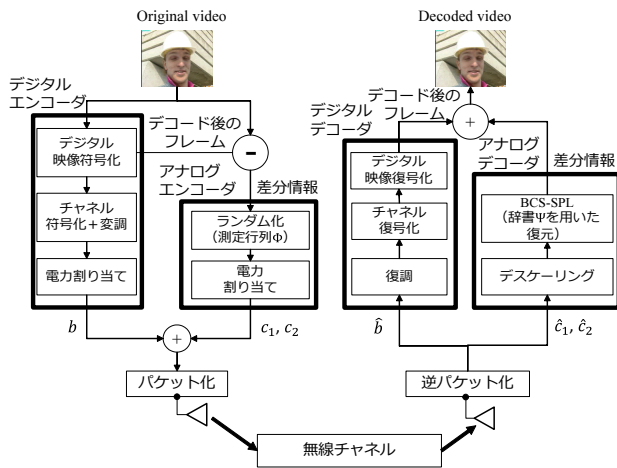 Original video
デジタル
エンコーダ
デコード後の
フレーム
デジタル
映像符号化
チャネル
符号化＋変調
電力割り当て
−
アナログ
エンコーダ
差分情報
ランダム化
（測定行列Φ）
電力
割り当て
b
c₁, c₂
+
パケット化
無線チャネル
Decoded video
デジタル
デコーダ
デコード後の
フレーム
+
デジタル
映像復号化
チャネル
復号化
復調
アナログ
デコーダ
差分情報
BCS-SPL
（辞書Ψを用いた
復元）
デスケーリング
b̂
ĉ₁, ĉ₂
逆パケット化